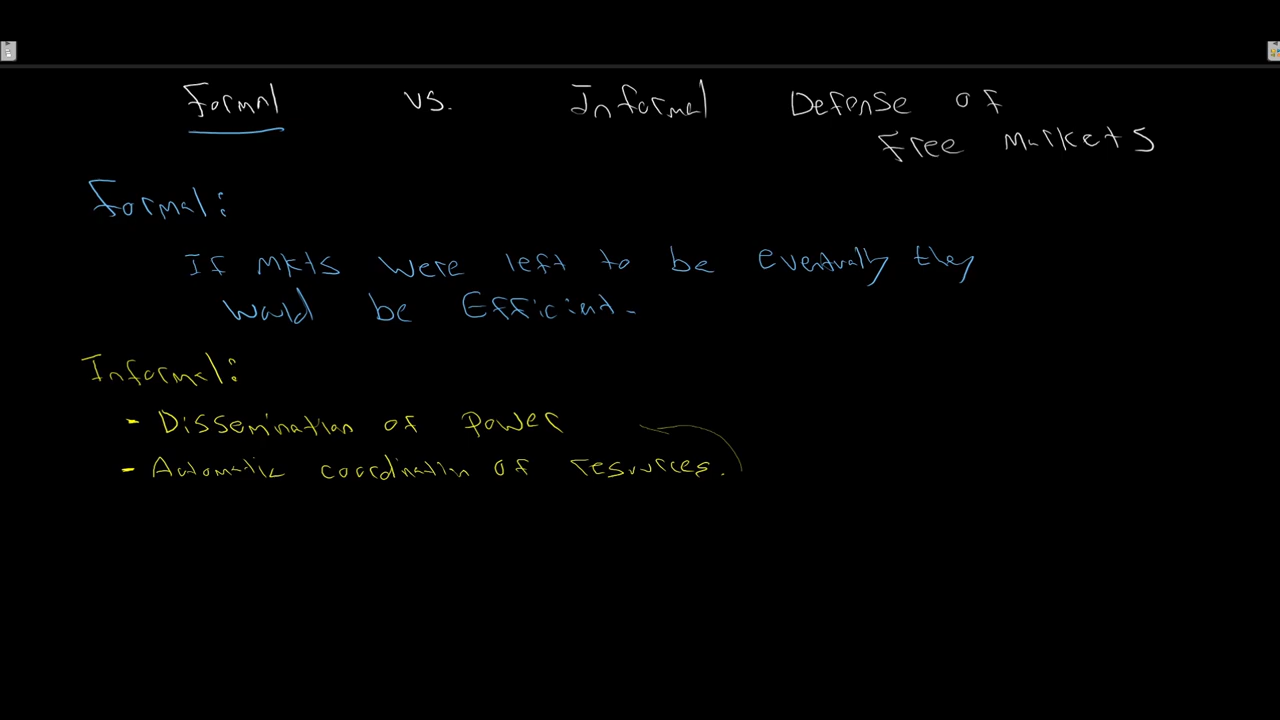 Formal vs. Informal Defense of
Free Markets
Formal:
If Mkts were left to be eventually they
would be Efficient.
Informal:
- Dissemination of Power
- Automatic coordination of resources.